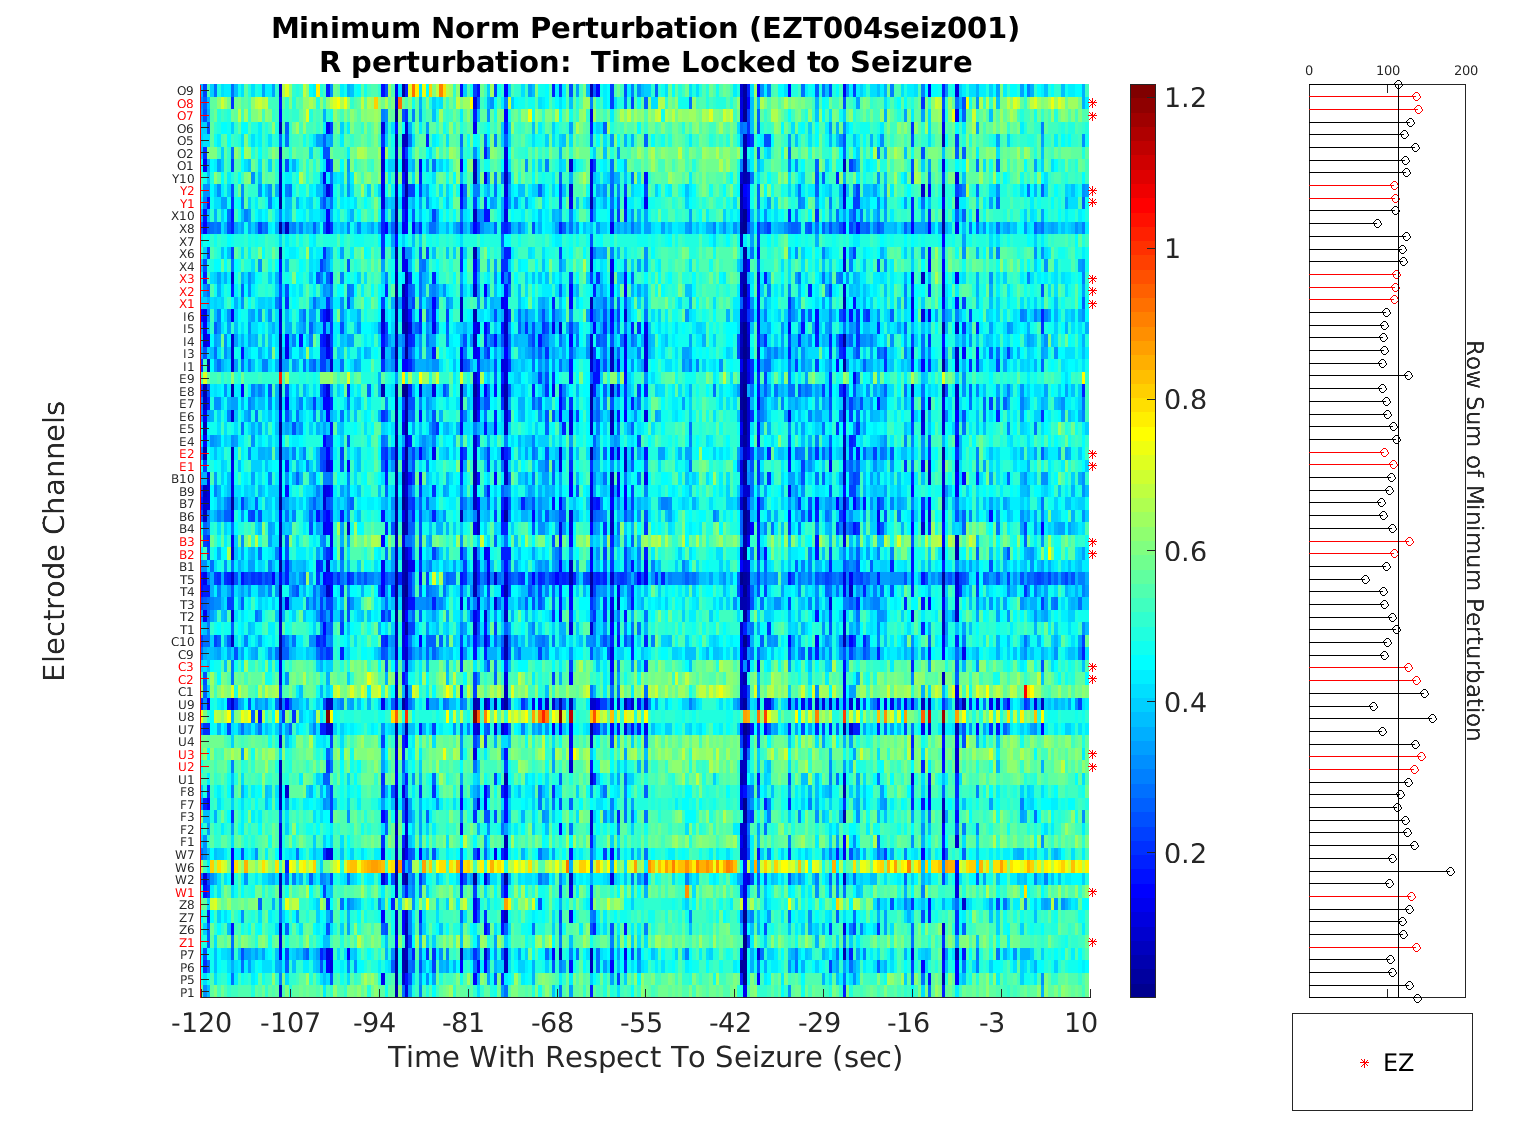 Minimum Norm Perturbation (EZT004seiz001)
R perturbation:  Time Locked to Seizure
Electrode Channels
O9
O8
O7
O6
O5
O2
O1
Y10
Y2
Y1
X10
X8
X7
X6
X4
X3
X2
X1
I6
I5
I4
I3
I1
E9
E8
E7
E6
E5
E4
E2
E1
B10
B9
B7
B6
B4
B3
B2
B1
T5
T4
T3
T2
T1
C10
C9
C3
C2
C1
U9
U8
U7
U4
U3
U2
U1
F8
F7
F3
F2
F1
W7
W6
W2
W1
Z8
Z7
Z6
Z1
P7
P6
P5
P1
-120 -107 -94 -81 -68 -55 -42 -29 -16 -3 10
Time With Respect To Seizure (sec)
1.2
1
0.8
0.6
0.4
0.2
0 100 200
Row Sum of Minimum Perturbation
EZ